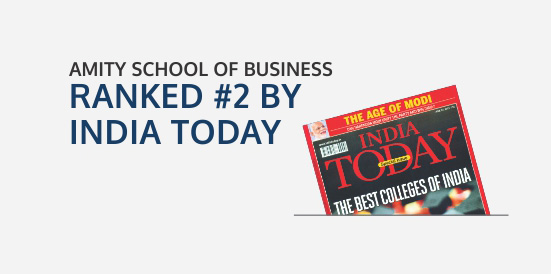 AMITY SCHOOL OF BUSINESS
RANKED #2 BY
INDIA TODAY
THE AGE OF MODI
INDIA
TODAY
THE BEST COLLEGES OF INDIA